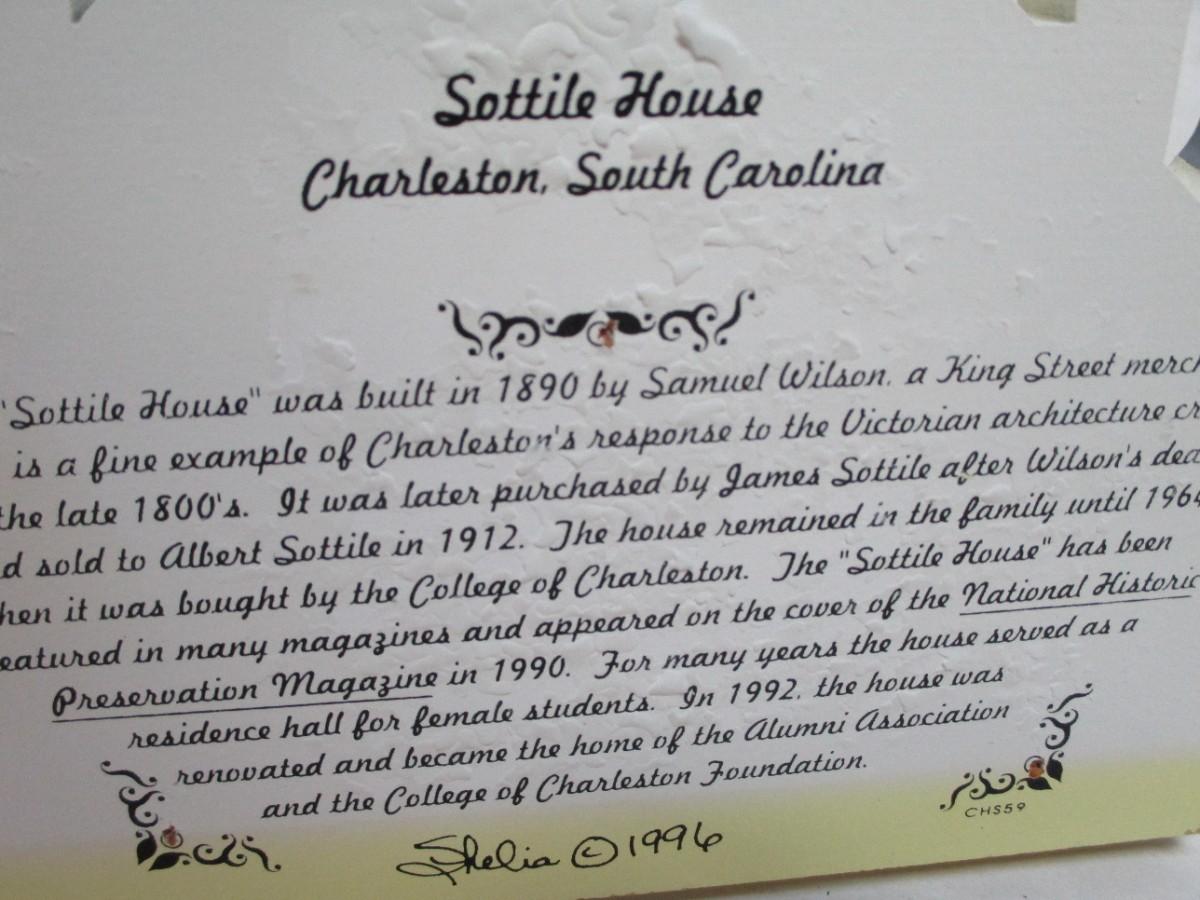 Sottile House
Charleston, South Carolina
"Sottile House" was built in 1890 by Samuel Wilson, a King Street merch
is a fine example of Charleston's response to the Victorian architecture cr
the late 1800's. It was later purchased by James Sottile after Wilson's dea
d sold to Albert Sottile in 1912. The house remained in the family until 1964
hen it was bought by the College of Charleston. The "Sottile House" has been
eatured in many magazines and appeared on the cover of the National Historic
Preservation Magazine in 1990. For many years the house served as a
residence hall for female students. In 1992, the house was
renovated and became the home of the Alumni Association
and the College of Charleston Foundation.
CHS59
Shelia © 1996